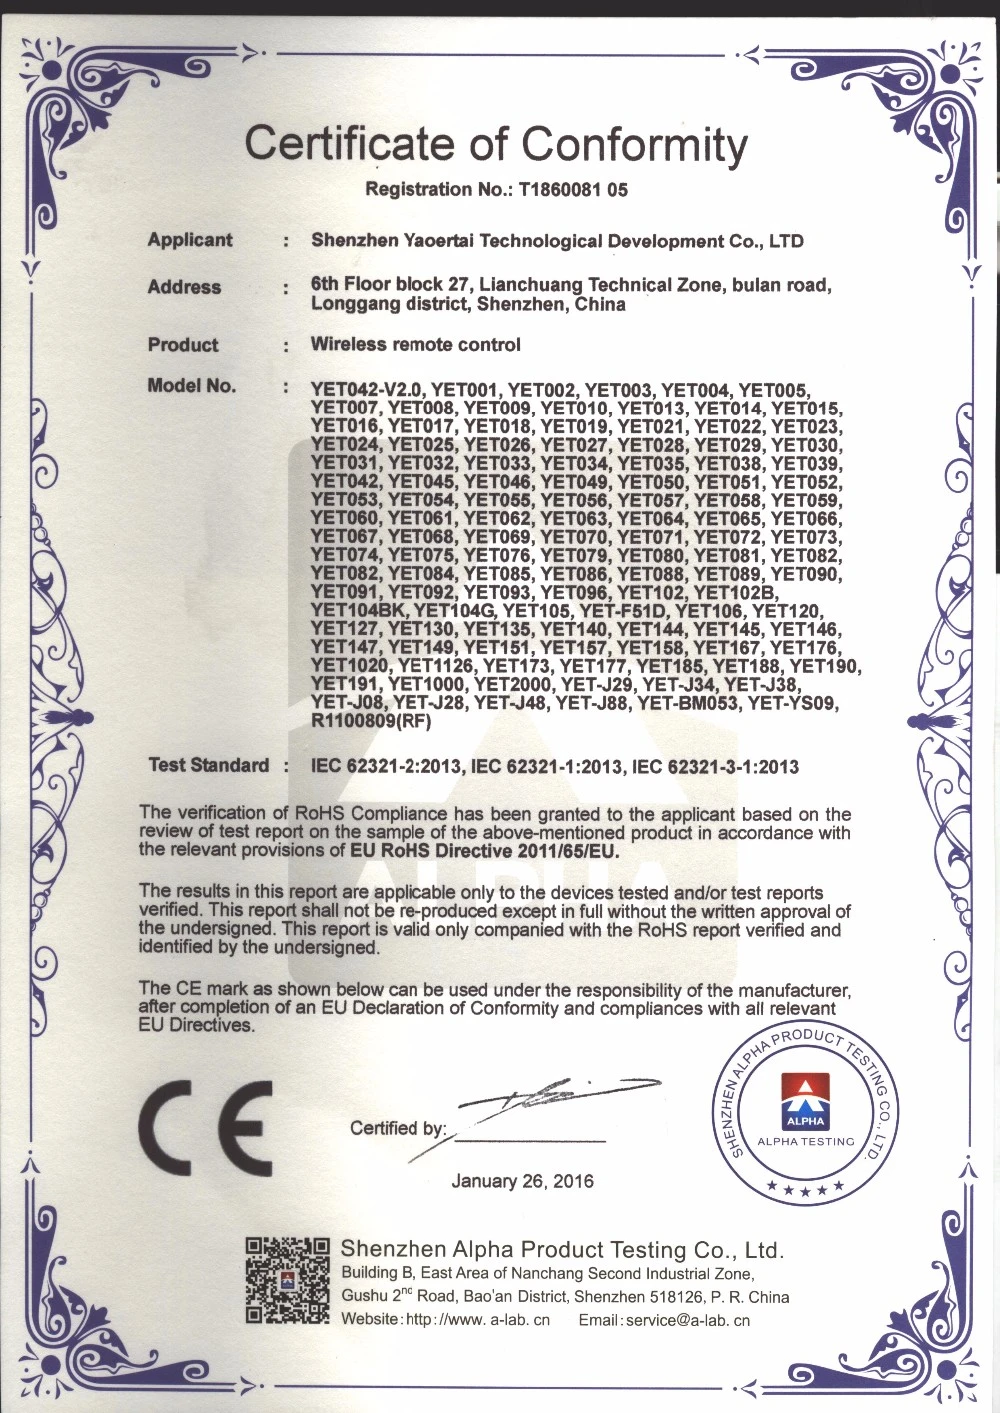 Certificate of Conformity
Registration No.: T1860081 05
Applicant : Shenzhen Yaoertai Technological Development Co., LTD
Address : 6th Floor block 27, Lianchuang Technical Zone, bulan road,
Longgang district, Shenzhen, China
Product : Wireless remote control
Model No. : YET042-V2.0, YET001, YET002, YET003, YET004, YET005,
YET007, YET008, YET009, YET010, YET013, YET014, YET015,
YET016, YET017, YET018, YET019, YET021, YET022, YET023,
YET024, YET025, YET026, YET027, YET028, YET029, YET030,
YET031, YET032, YET033, YET034, YET035, YET038, YET039,
YET042, YET045, YET046, YET049, YET050, YET051, YET052,
YET053, YET054, YET055, YET056, YET057, YET058, YET059,
YET060, YET061, YET062, YET063, YET064, YET065, YET066,
YET067, YET068, YET069, YET070, YET071, YET072, YET073,
YET074, YET075, YET076, YET079, YET080, YET081, YET082,
YET082, YET084, YET085, YET086, YET088, YET089, YET090,
YET091, YET092, YET093, YET096, YET102, YET102B,
YET104BK, YET104G, YET105, YET-F51D, YET106, YET120,
YET127, YET130, YET135, YET140, YET144, YET145, YET146,
YET147, YET149, YET151, YET157, YET158, YET167, YET176,
YET1020, YET1126, YET173, YET177, YET185, YET188, YET190,
YET191, YET1000, YET2000, YET-J29, YET-J34, YET-J38,
YET-J08, YET-J28, YET-J48, YET-J88, YET-BM053, YET-YS09,
R1100809(RF)
Test Standard : IEC 62321-2:2013, IEC 62321-1:2013, IEC 62321-3-1:2013
The verification of RoHS Compliance has been granted to the applicant based on the
review of test report on the sample of the above-mentioned product in accordance with
the relevant provisions of EU RoHS Directive 2011/65/EU.
ALPHA
The results in this report are applicable only to the devices tested and/or test reports
verified. This report shall not be re-produced except in full without the written approval of
the undersigned. This report is valid only companied with the RoHS report verified and
identified by the undersigned.
The CE mark as shown below can be used under the responsibility of the manufacturer,
after completion of an EU Declaration of Conformity and compliances with all relevant
EU Directives.
CE
Certified by:
January 26, 2016
SHENZHEN ALPHA PRODUCT TESTING CO., LTD.
ALPHA
ALPHA TESTING
Shenzhen Alpha Product Testing Co., Ltd.
Building B, East Area of Nanchang Second Industrial Zone,
Gushu 2nc Road, Bao'an District, Shenzhen 518126, P. R. China
Website:http://www. a-lab. cn Email:service@a-lab. cn